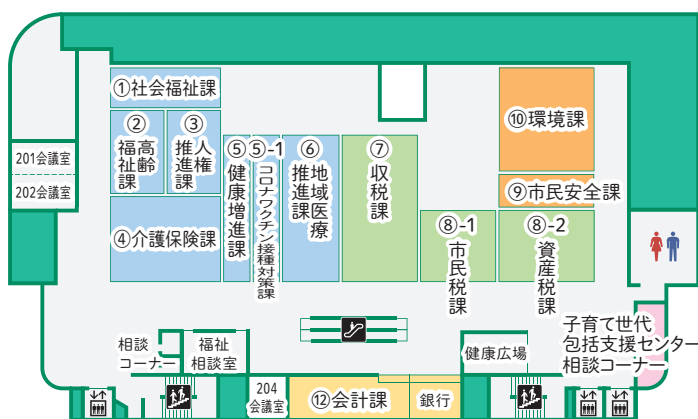 ①社会福祉課
②
高齢
福祉課
③
人権
推進課
④介護保険課
⑤
健康増進課
⑤-1
コロナワクチン接種対策課
⑥
地域医療
推進課
⑦
収税課
⑧-1
市民税課
⑧-2
資産税課
⑨市民安全課
⑩環境課
201会議室
202会議室
相談
コーナー
福祉
相談室
健康広場
子育て世代
包括支援センター
相談コーナー
204
会議室
⑫会計課
銀行